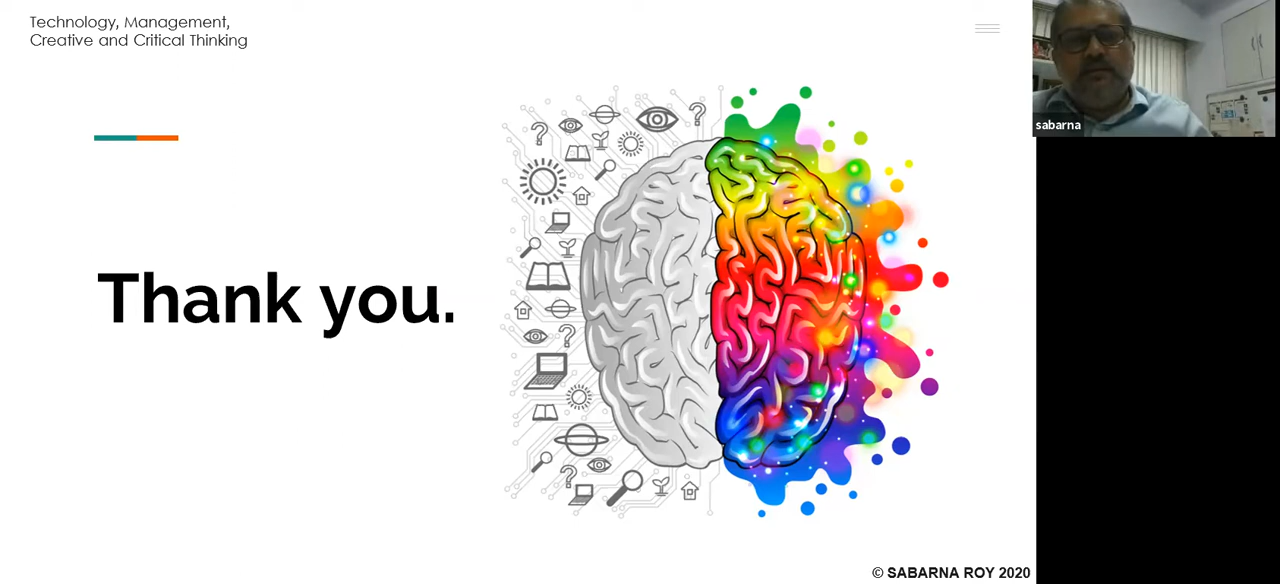 Technology, Management,
Creative and Critical Thinking
Thank you.
sabarna
© SABARNA ROY 2020